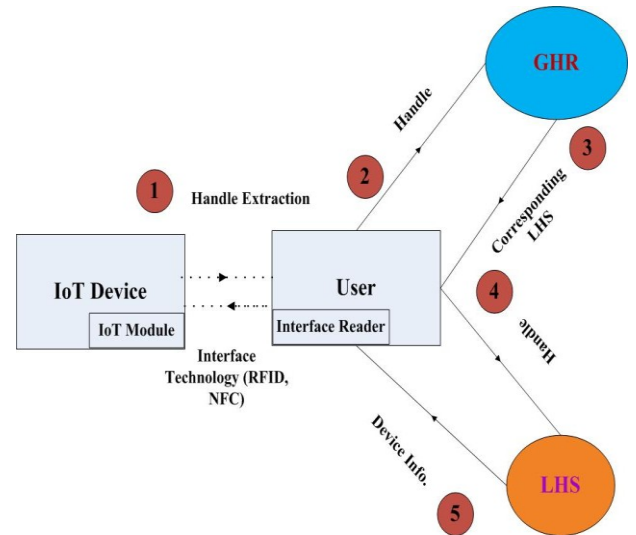 GHR
Handle
2
3
1
Handle Extraction
Corresponding
LHS
IoT Device
IoT Module
User
Interface Reader
4
Handle
Interface
Technology (RFID,
NFC)
Device Info.
LHS
5